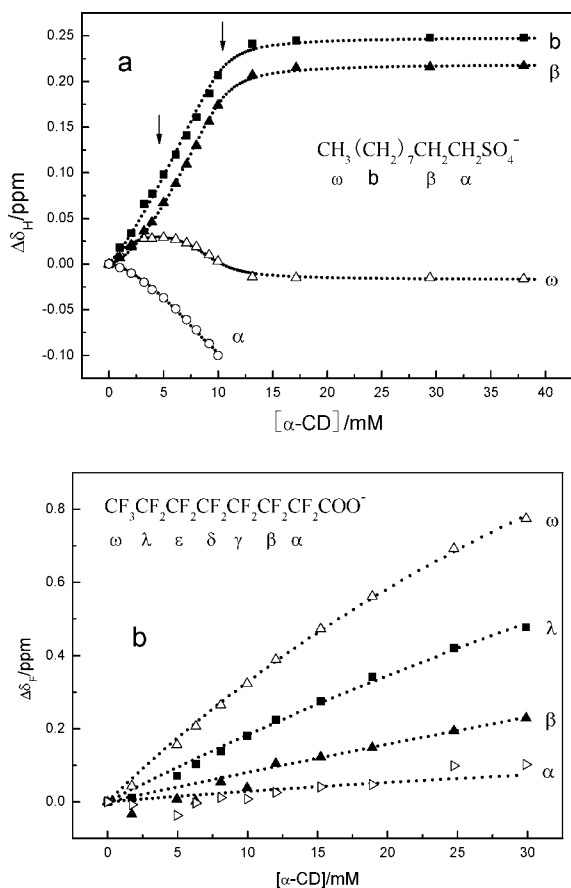 a
0.25
0.20
0.15
0.10
0.05
0.00
-0.05
-0.10
Δδ_H/ppm
b
β
CH₃(CH₂)₇CH₂CH₂SO₄⁻
ω b β α
ω
α
0 5 10 15 20 25 30 35 40
[α-CD]/mM
CF₃CF₂CF₂CF₂CF₂CF₂CF₂COO⁻
ω λ ε δ γ β α
b
0.8
0.6
0.4
0.2
0.0
Δδ_F/ppm
ω
λ
β
α
0 5 10 15 20 25 30
[α-CD]/mM